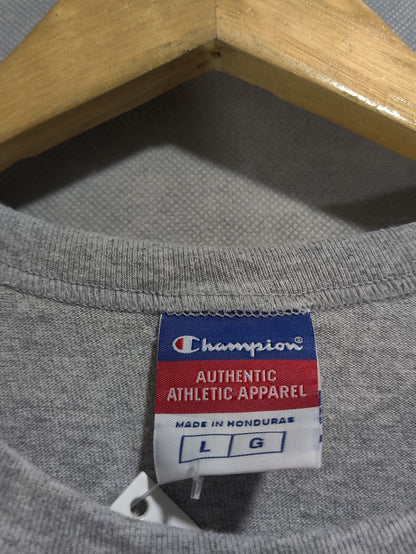 Champion®
AUTHENTIC
ATHLETIC APPAREL
MADE IN HONDURAS
L G